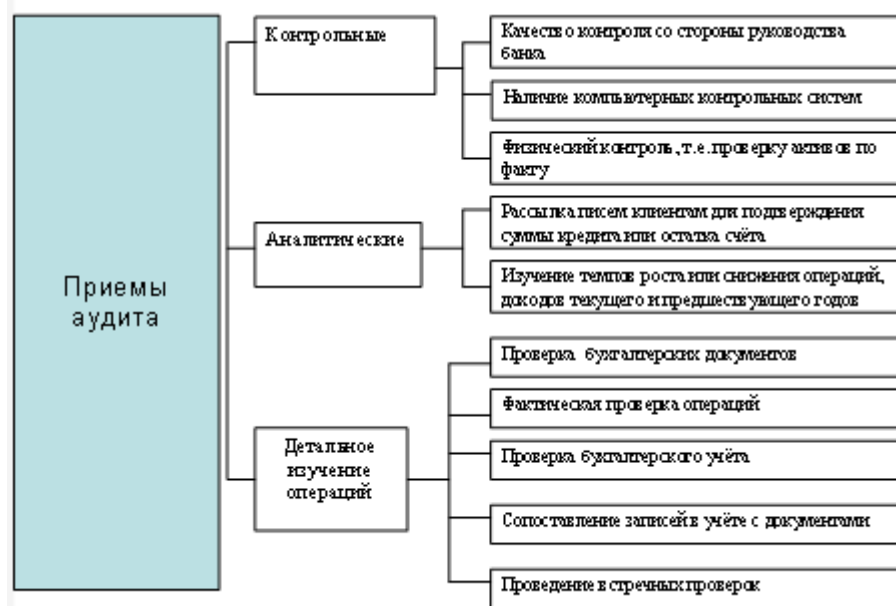 Приемы
аудита
Контрольные
Качество контроля со стороны руководства
банка
Наличие компьютерных контрольных систем
Физический контроль, т.е. проверку активов по
факту
Аналитические
Рассылка писем клиентам для подтверждения
суммы кредита или остатка счёта
Изучение темпов роста или снижения операций,
доходов текущего и предшествующего годов
Детальное
изучение
операций
Проверка бухгалтерских документов
Фактическая проверка операций
Проверка бухгалтерского учёта
Сопоставление записей в учёте с документами
Проведение встречных проверок